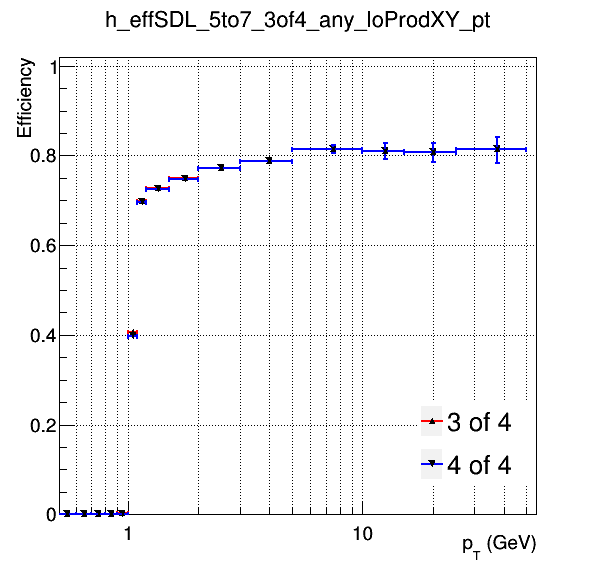 h_effSDL_5to7_3of4_any_loProdXY_pt
Efficiency
1
0.8
0.6
0.4
0.2
0
3 of 4
4 of 4
1
10
p_T (GeV)